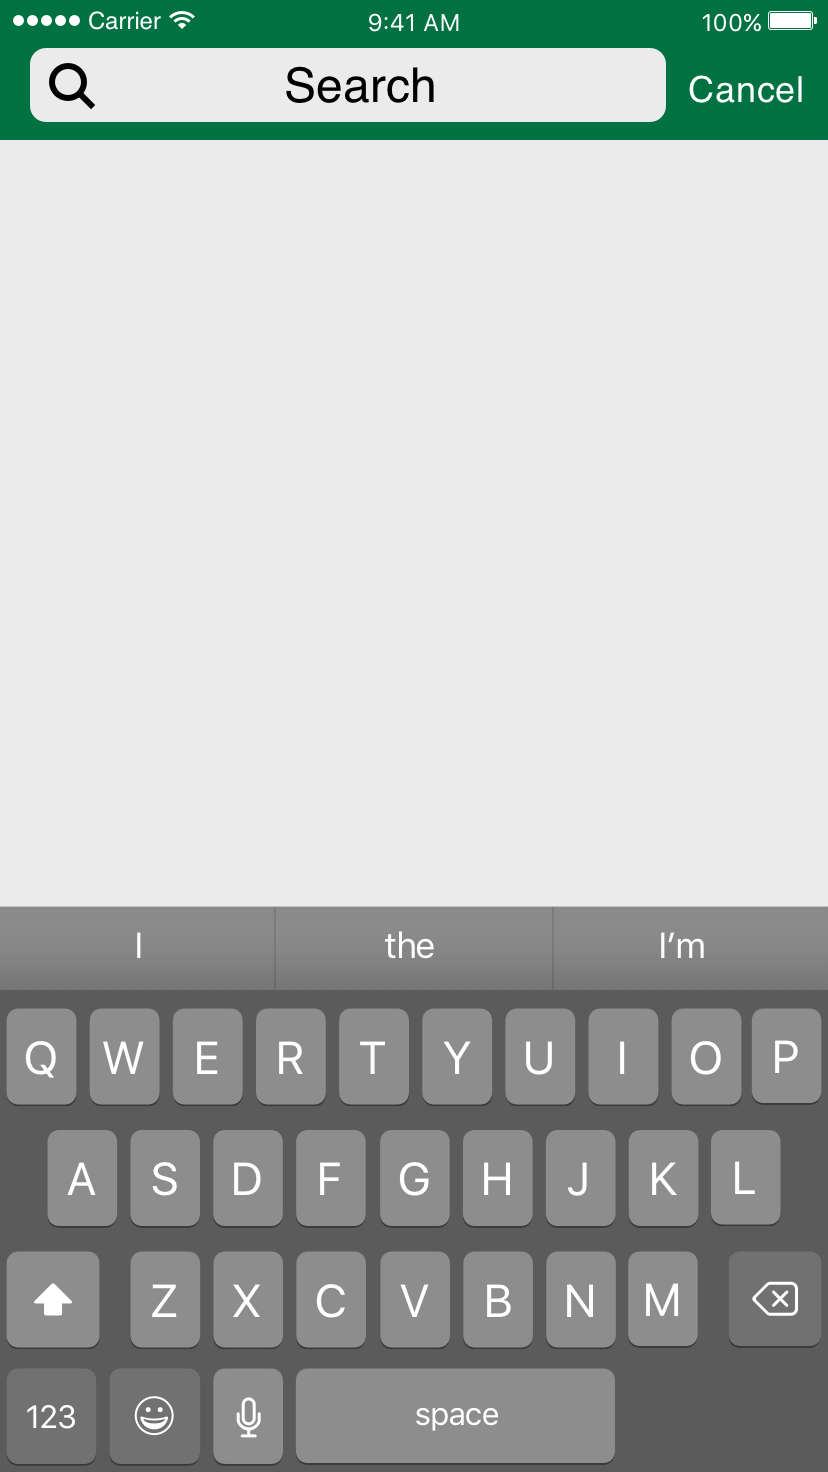 Carrier 9:41 AM 100%
Search Cancel
I the I’m
Q W E R T Y U I O P
A S D F G H J K L
Z X C V B N M
123 space